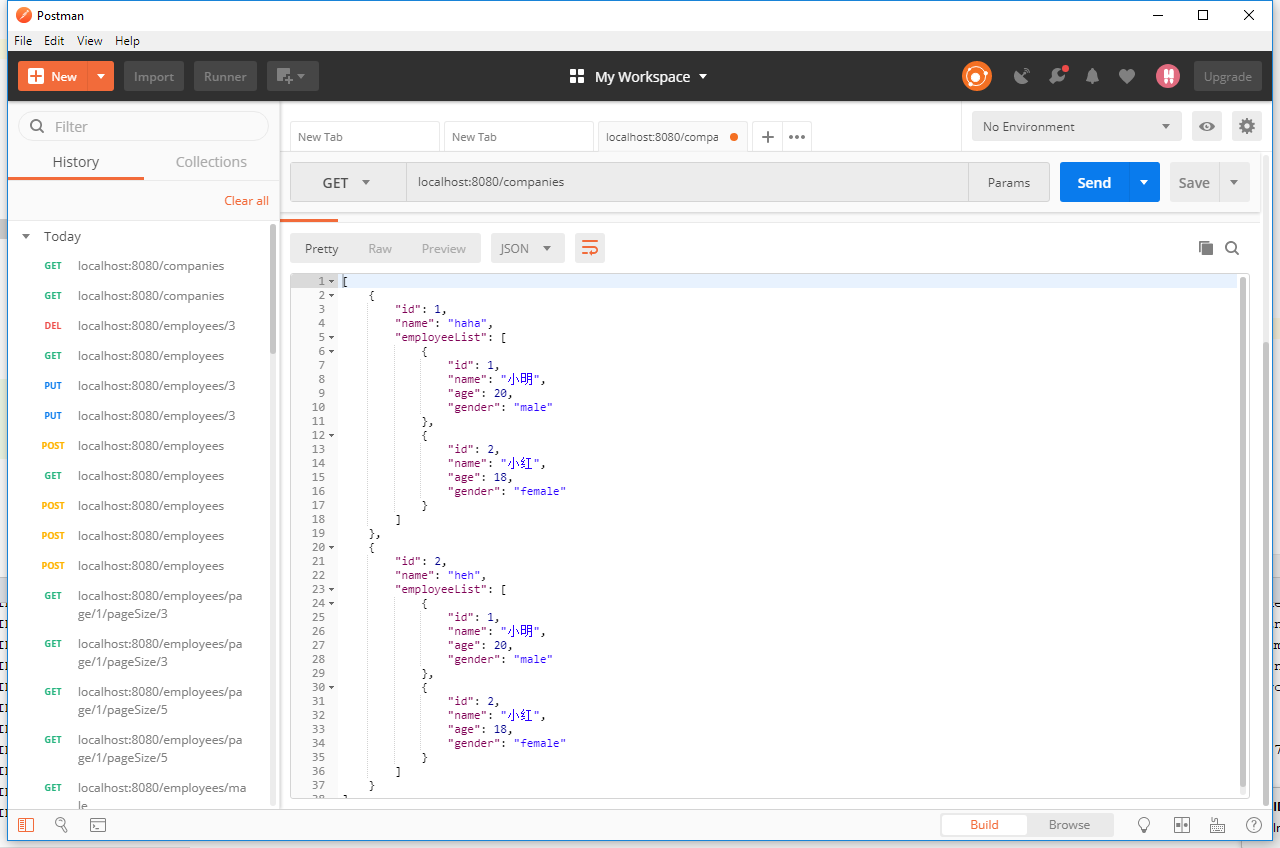 Postman
File Edit View Help
New Import Runner My Workspace Upgrade
Filter
History Collections
Clear all
Today
GET localhost:8080/companies
GET localhost:8080/companies
DEL localhost:8080/employees/3
GET localhost:8080/employees
PUT localhost:8080/employees/3
PUT localhost:8080/employees/3
POST localhost:8080/employees
GET localhost:8080/employees
POST localhost:8080/employees
POST localhost:8080/employees
POST localhost:8080/employees
GET localhost:8080/employees/pa
ge/1/pageSize/3
GET localhost:8080/employees/pa
ge/1/pageSize/3
GET localhost:8080/employees/pa
ge/1/pageSize/5
GET localhost:8080/employees/pa
ge/1/pageSize/5
GET localhost:8080/employees/ma
le
New Tab New Tab localhost:8080/compa
No Environment
GET localhost:8080/companies Params Send Save
Pretty Raw Preview JSON
1 [
2 {
3 "id": 1,
4 "name": "haha",
5 "employeeList": [
6 {
7 "id": 1,
8 "name": "小明",
9 "age": 20,
10 "gender": "male"
11 },
12 {
13 "id": 2,
14 "name": "小红",
15 "age": 18,
16 "gender": "female"
17 }
18 ]
19 },
20 {
21 "id": 2,
22 "name": "heh",
23 "employeeList": [
24 {
25 "id": 1,
26 "name": "小明",
27 "age": 20,
28 "gender": "male"
29 },
30 {
31 "id": 2,
32 "name": "小红",
33 "age": 18,
34 "gender": "female"
35 }
36 ]
37 }
Build Browse